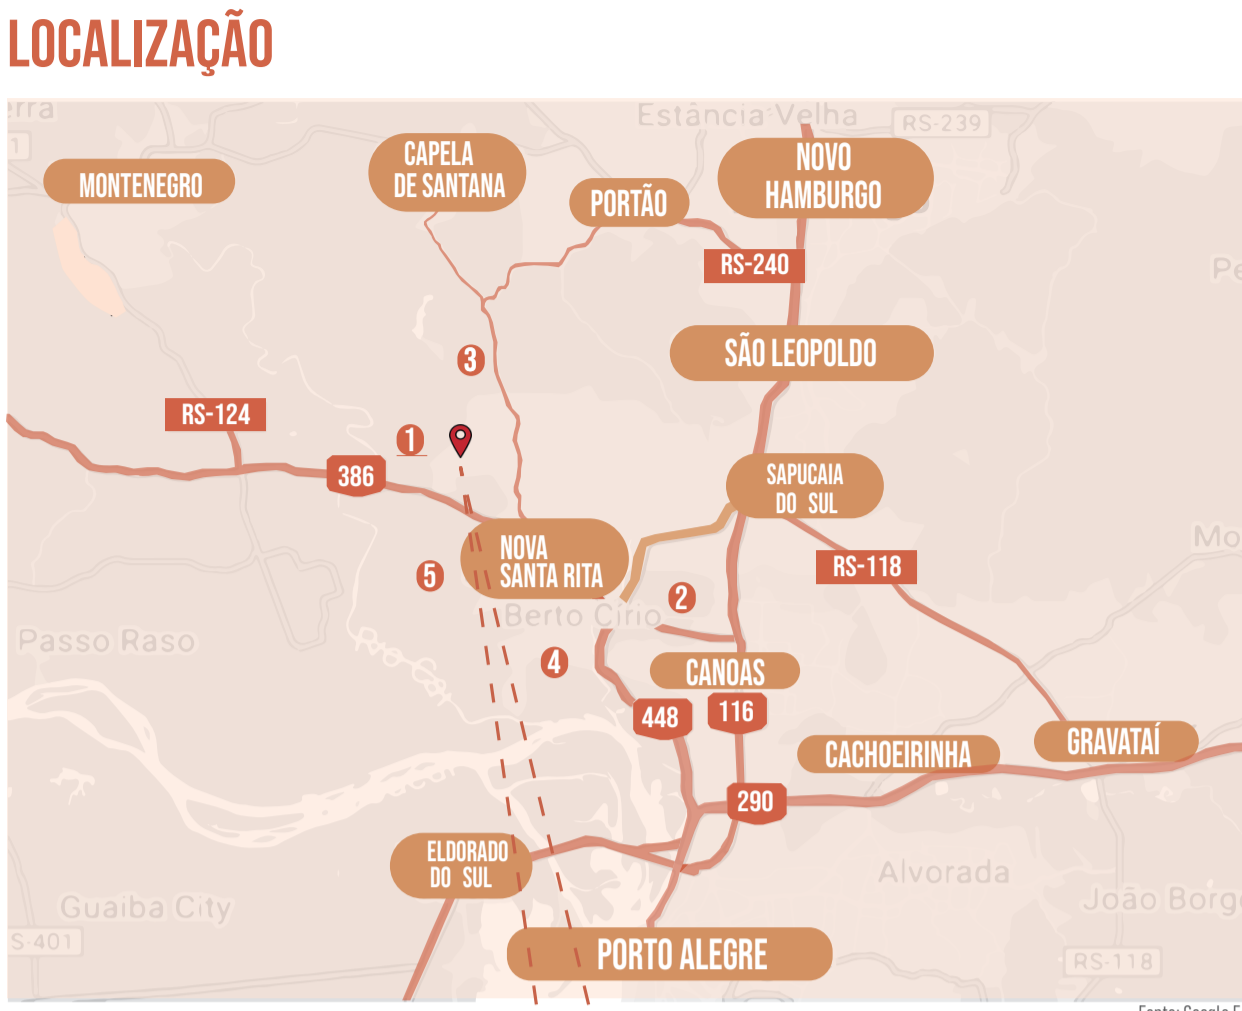 LOCALIZAÇÃO
Estância Velha
RS-239
CAPELA
DE SANTANA
NOVO
HAMBURGO
MONTENEGRO
PORTÃO
RS-240
SÃO LEOPOLDO
3
RS-124
1
386
SAPUCAIA
DO SUL
NOVA
SANTA RITA
RS-118
5
2
Berto Círio
Passo Raso
4
CANOAS
448
116
GRAVATAÍ
CACHOEIRINHA
290
ELDORADO
DO SUL
Alvorada
João Borg
Guaiba City
S-401
PORTO ALEGRE
RS-118